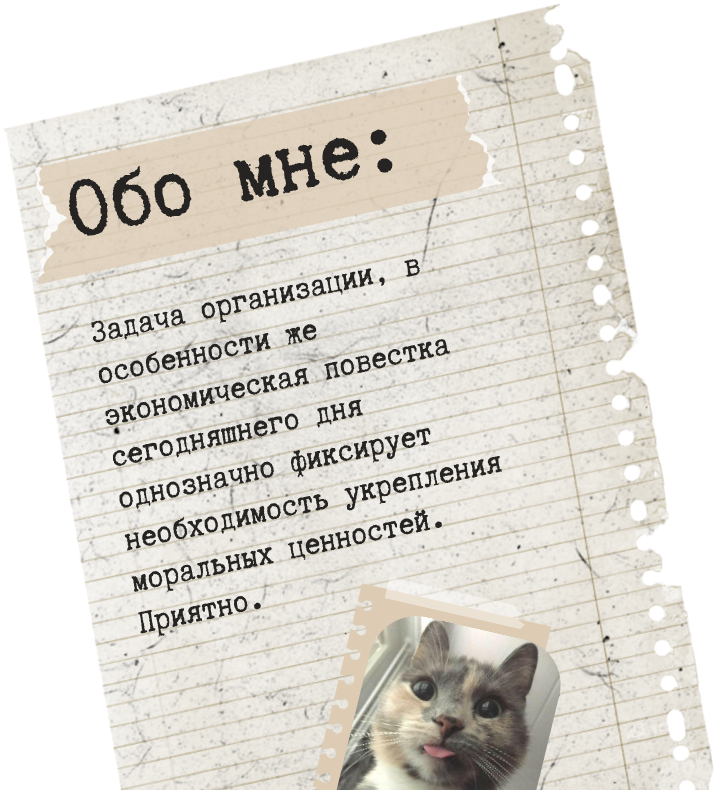 Обо мне:
Задача организации, в
особенности же
экономическая повестка
сегодняшнего дня
однозначно фиксирует
необходимость укрепления
моральных ценностей.
Приятно.